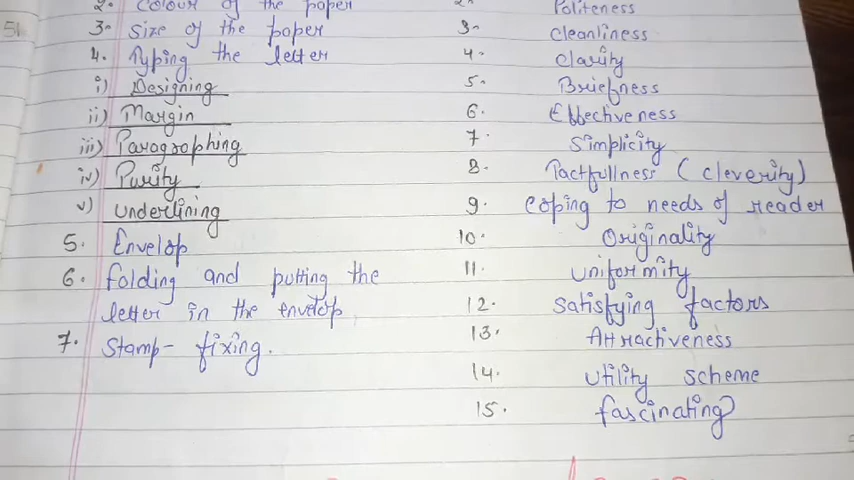 2. Colour of the paper
3. Size of the paper
4. Typing the letter
i) Designing
ii) Margin
iii) Paragrophing
iv) Purity
v) underlining
5. Envelop
6. folding and putting the
letter in the envelop
7. Stamp- fixing.
Politeness
3. Cleanliness
4. Clarity
5. Briefness
6. Effectiveness
7. Simplicity
8. Tactfullness (cleverity)
9. Coping to needs of reader
10. Originality
11. uniformity
12. Satisfying factors
13. Attractiveness
14. utility scheme
15. fascinating